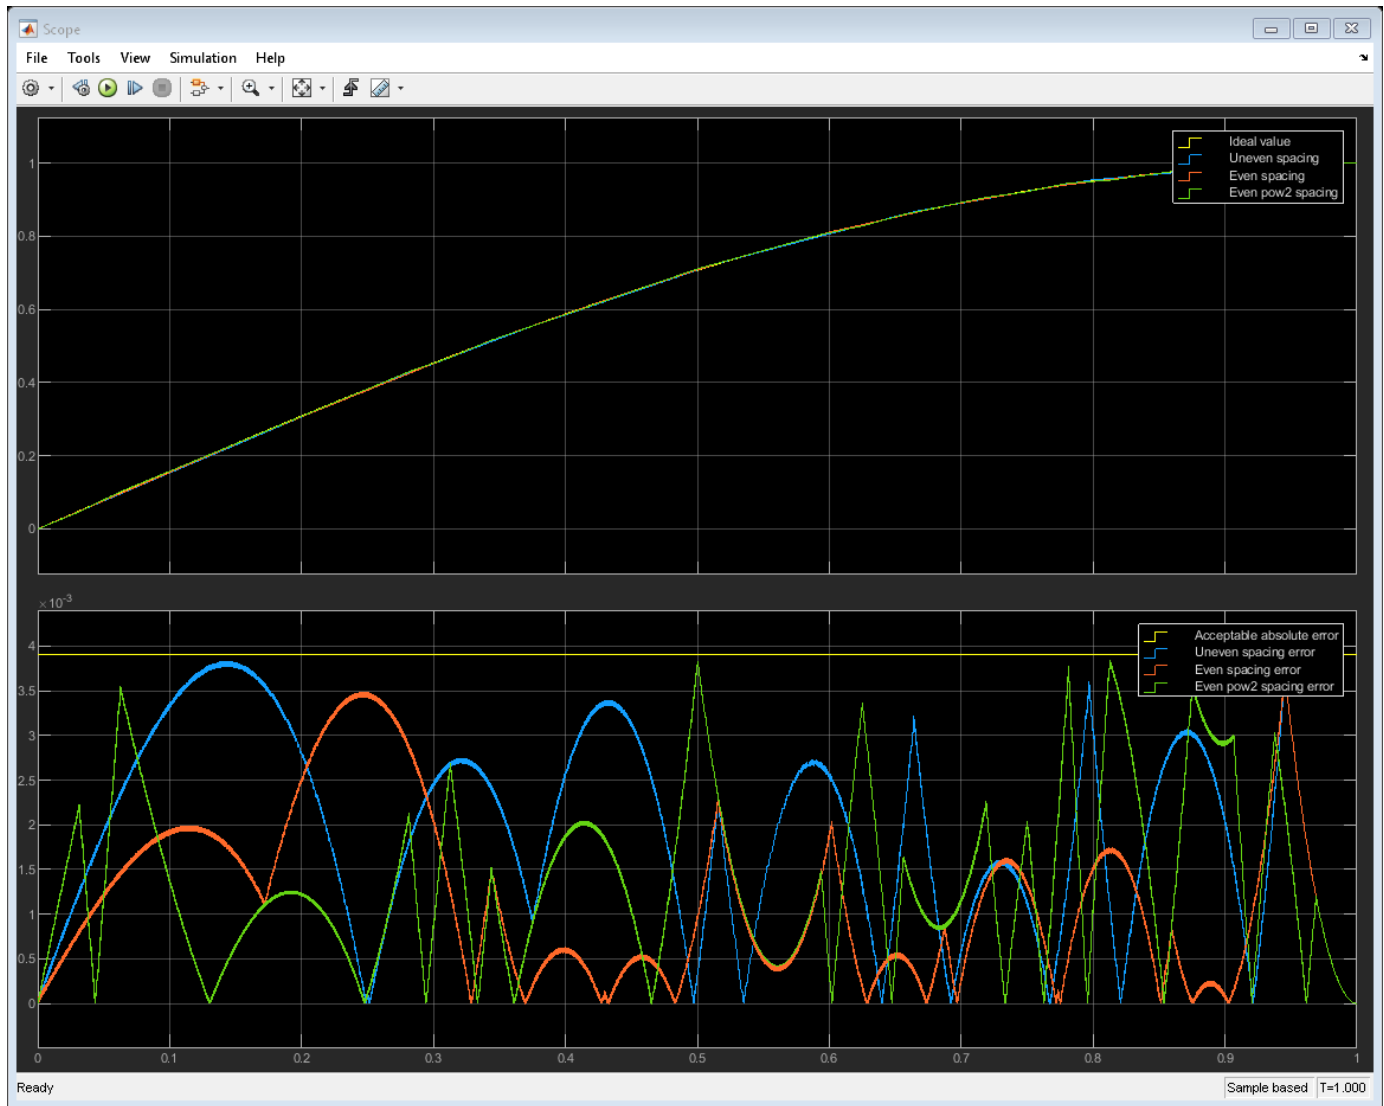 Scope
File Tools View Simulation Help
Ideal value
Uneven spacing
Even spacing
Even pow2 spacing
1
0.8
0.6
0.4
0.2
0
×10⁻³
Acceptable absolute error
Uneven spacing error
Even spacing error
Even pow2 spacing error
4
3.5
3
2.5
2
1.5
1
0.5
0
0 0.1 0.2 0.3 0.4 0.5 0.6 0.7 0.8 0.9 1
Ready Sample based T=1.000